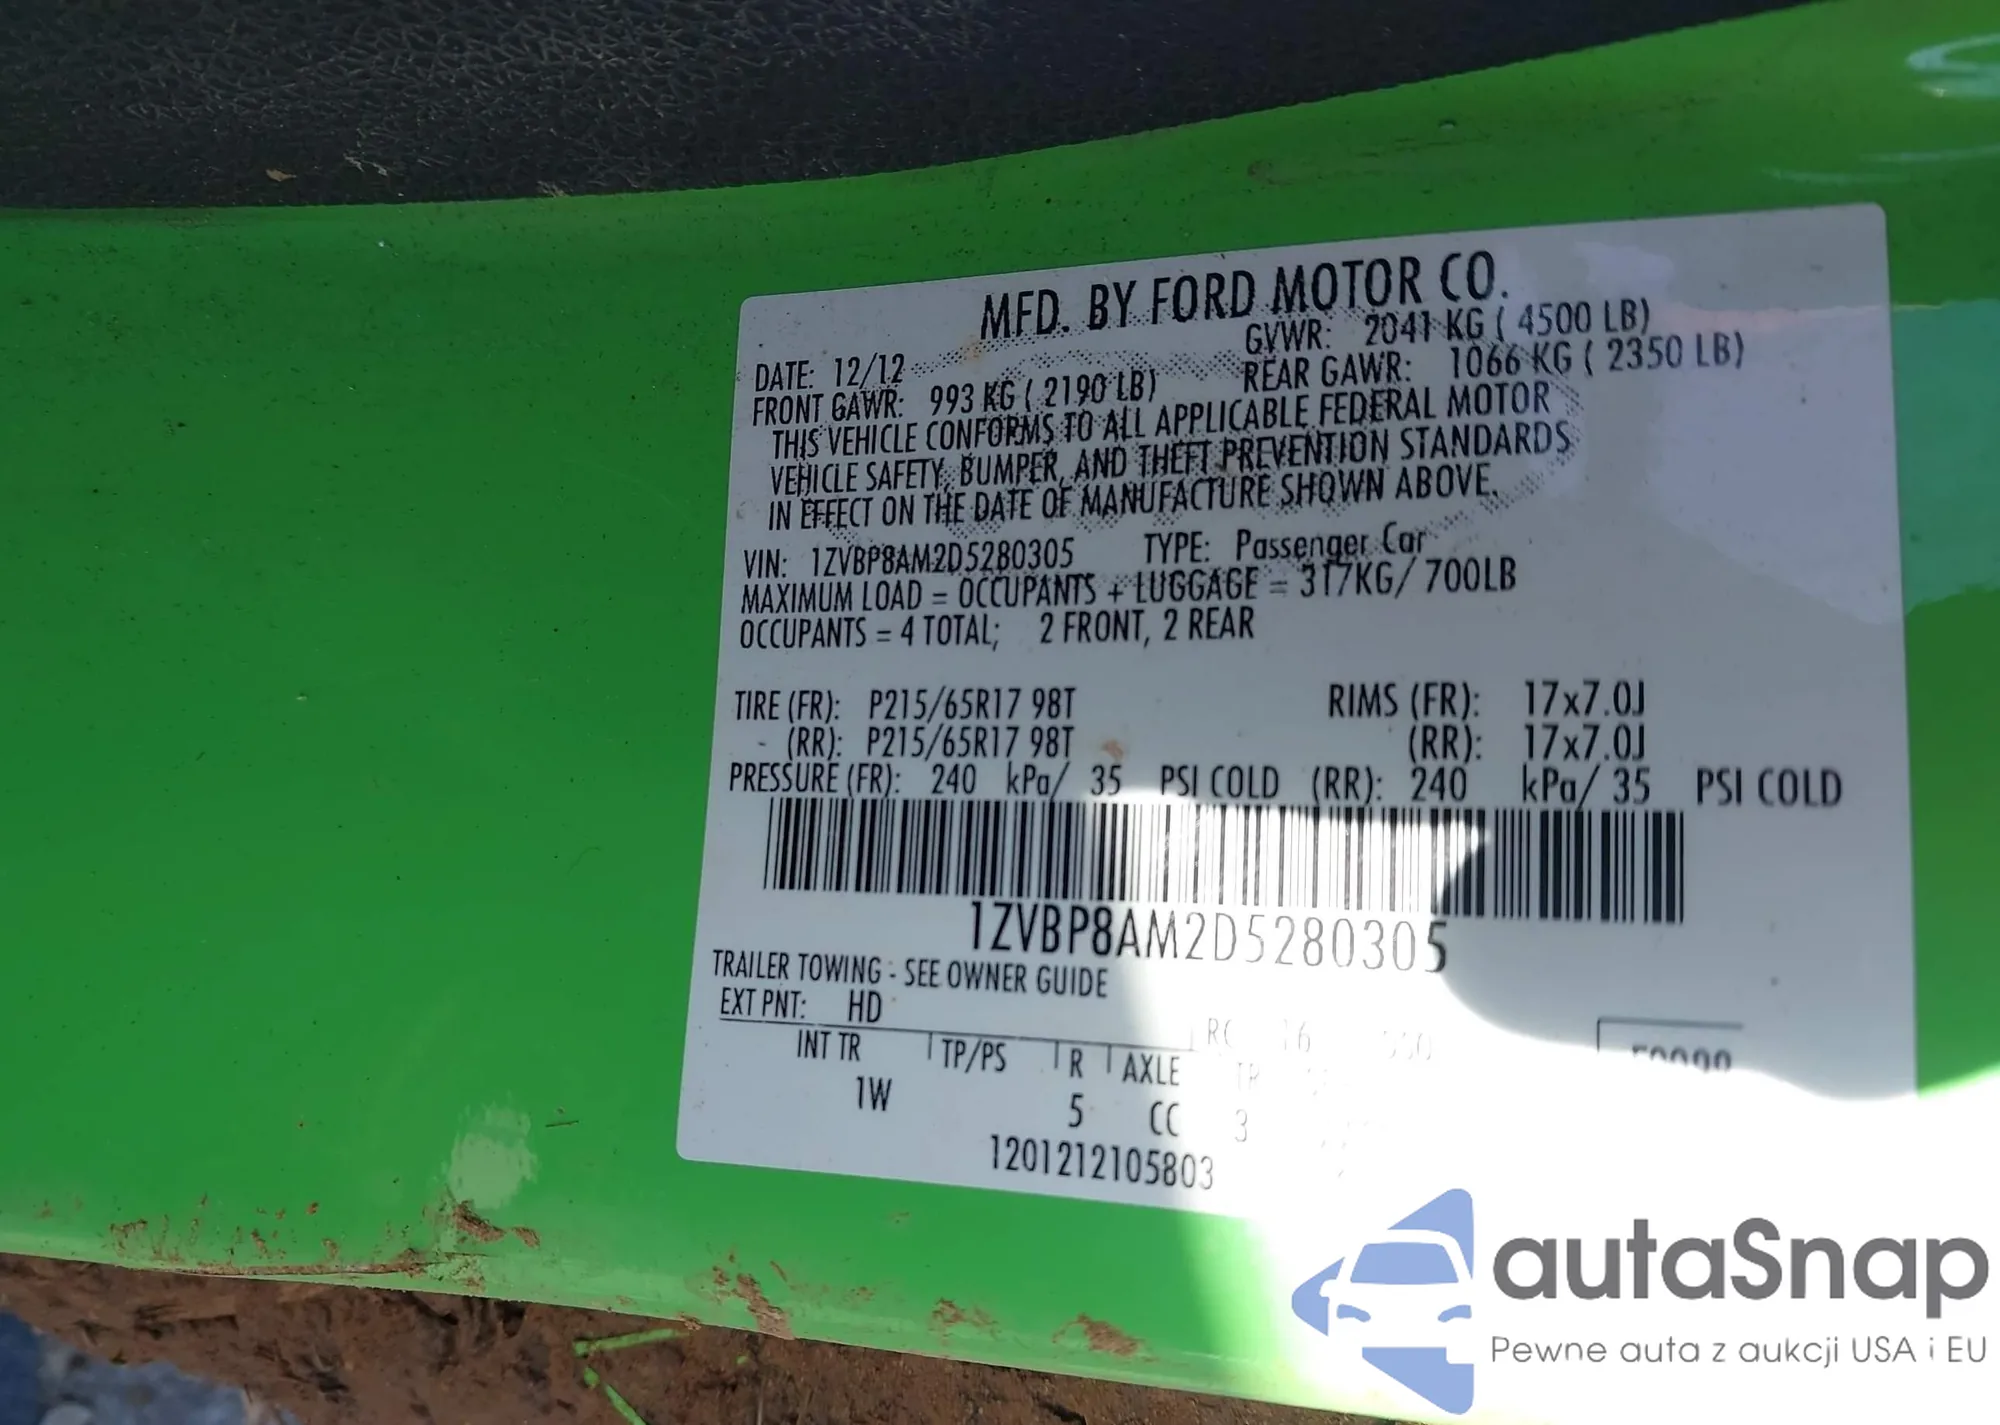 MFD. BY FORD MOTOR CO.
DATE: 12/12 GVWR: 2041 KG ( 4500 LB)
FRONT GAWR: 993 KG ( 2190 LB) REAR GAWR: 1066 KG ( 2350 LB)
THIS VEHICLE CONFORMS TO ALL APPLICABLE FEDERAL MOTOR
VEHICLE SAFETY, BUMPER, AND THEFT PREVENTION STANDARDS
IN EFFECT ON THE DATE OF MANUFACTURE SHOWN ABOVE.
VIN: 1ZVBP8AM2D5280305 TYPE: Passenger Car
MAXIMUM LOAD = OCCUPANTS + LUGGAGE = 317KG/ 700LB
OCCUPANTS = 4 TOTAL; 2 FRONT, 2 REAR
TIRE (FR): P215/65R17 98T RIMS (FR): 17x7.0J
(RR): P215/65R17 98T (RR): 17x7.0J
PRESSURE (FR): 240 kPa/ 35 PSI COLD (RR): 240 kPa/ 35 PSI COLD
1ZVBP8AM2D5280305
TRAILER TOWING - SEE OWNER GUIDE
EXT PNT: HD
INT TR TP/PS R AXLE TR
1W 5 CC 3
1201212105803
autaSnap
Pewne auta z aukcji USA i EU